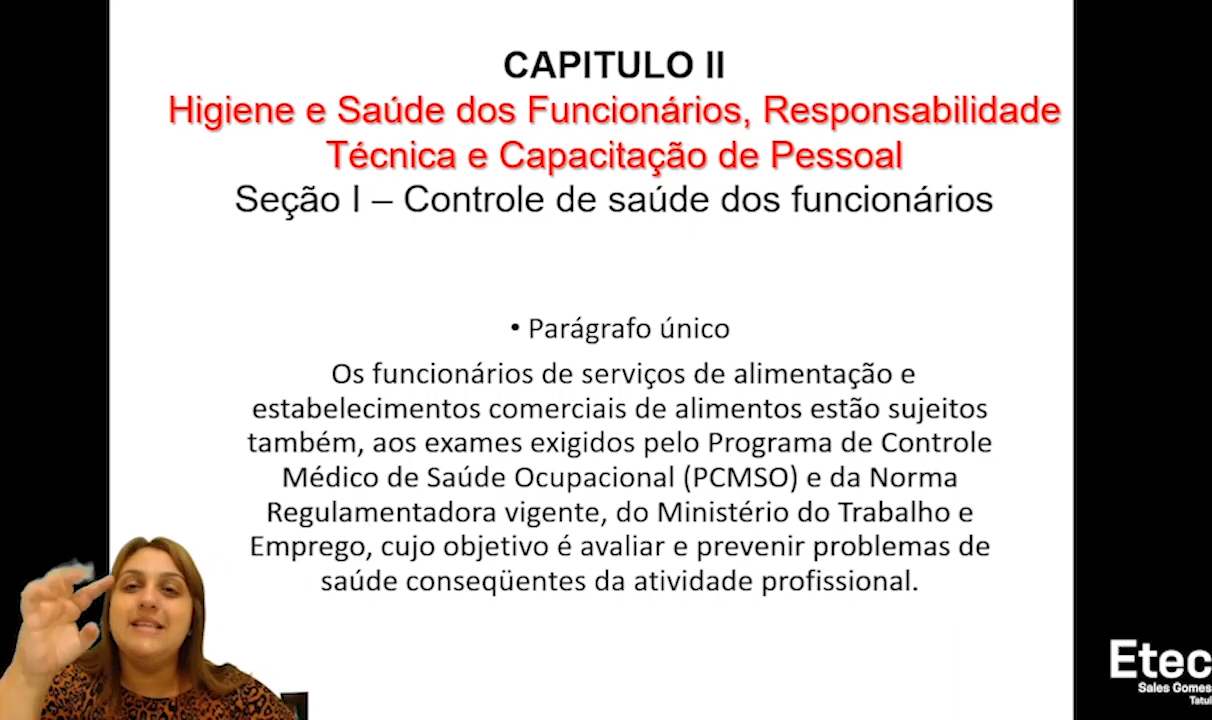 CAPITULO II
Higiene e Saúde dos Funcionários, Responsabilidade
Técnica e Capacitação de Pessoal
Seção I – Controle de saúde dos funcionários
• Parágrafo único
Os funcionários de serviços de alimentação e
estabelecimentos comerciais de alimentos estão sujeitos
também, aos exames exigidos pelo Programa de Controle
Médico de Saúde Ocupacional (PCMSO) e da Norma
Regulamentadora vigente, do Ministério do Trabalho e
Emprego, cujo objetivo é avaliar e prevenir problemas de
saúde conseqüentes da atividade profissional.
Etec
Sales Gomes
Tatuí